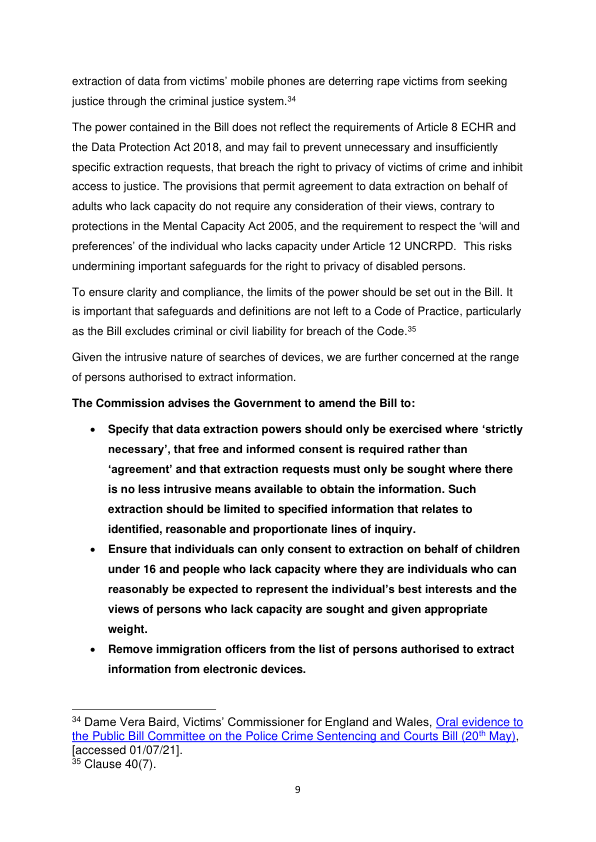 extraction of data from victims’ mobile phones are deterring rape victims from seeking
justice through the criminal justice system.34
The power contained in the Bill does not reflect the requirements of Article 8 ECHR and
the Data Protection Act 2018, and may fail to prevent unnecessary and insufficiently
specific extraction requests, that breach the right to privacy of victims of crime and inhibit
access to justice. The provisions that permit agreement to data extraction on behalf of
adults who lack capacity do not require any consideration of their views, contrary to
protections in the Mental Capacity Act 2005, and the requirement to respect the ‘will and
preferences’ of the individual who lacks capacity under Article 12 UNCRPD.  This risks
undermining important safeguards for the right to privacy of disabled persons.
To ensure clarity and compliance, the limits of the power should be set out in the Bill. It
is important that safeguards and definitions are not left to a Code of Practice, particularly
as the Bill excludes criminal or civil liability for breach of the Code.35
Given the intrusive nature of searches of devices, we are further concerned at the range
of persons authorised to extract information.
The Commission advises the Government to amend the Bill to:
• Specify that data extraction powers should only be exercised where ‘strictly
necessary’, that free and informed consent is required rather than
‘agreement’ and that extraction requests must only be sought where there
is no less intrusive means available to obtain the information. Such
extraction should be limited to specified information that relates to
identified, reasonable and proportionate lines of inquiry.
• Ensure that individuals can only consent to extraction on behalf of children
under 16 and people who lack capacity where they are individuals who can
reasonably be expected to represent the individual’s best interests and the
views of persons who lack capacity are sought and given appropriate
weight.
• Remove immigration officers from the list of persons authorised to extract
information from electronic devices.
34 Dame Vera Baird, Victims’ Commissioner for England and Wales, Oral evidence to
the Public Bill Committee on the Police Crime Sentencing and Courts Bill (20th May),
[accessed 01/07/21].
35 Clause 40(7).
9